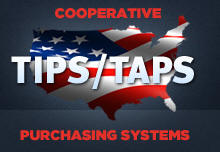 COOPERATIVE
TIPS/TAPS
PURCHASING SYSTEMS